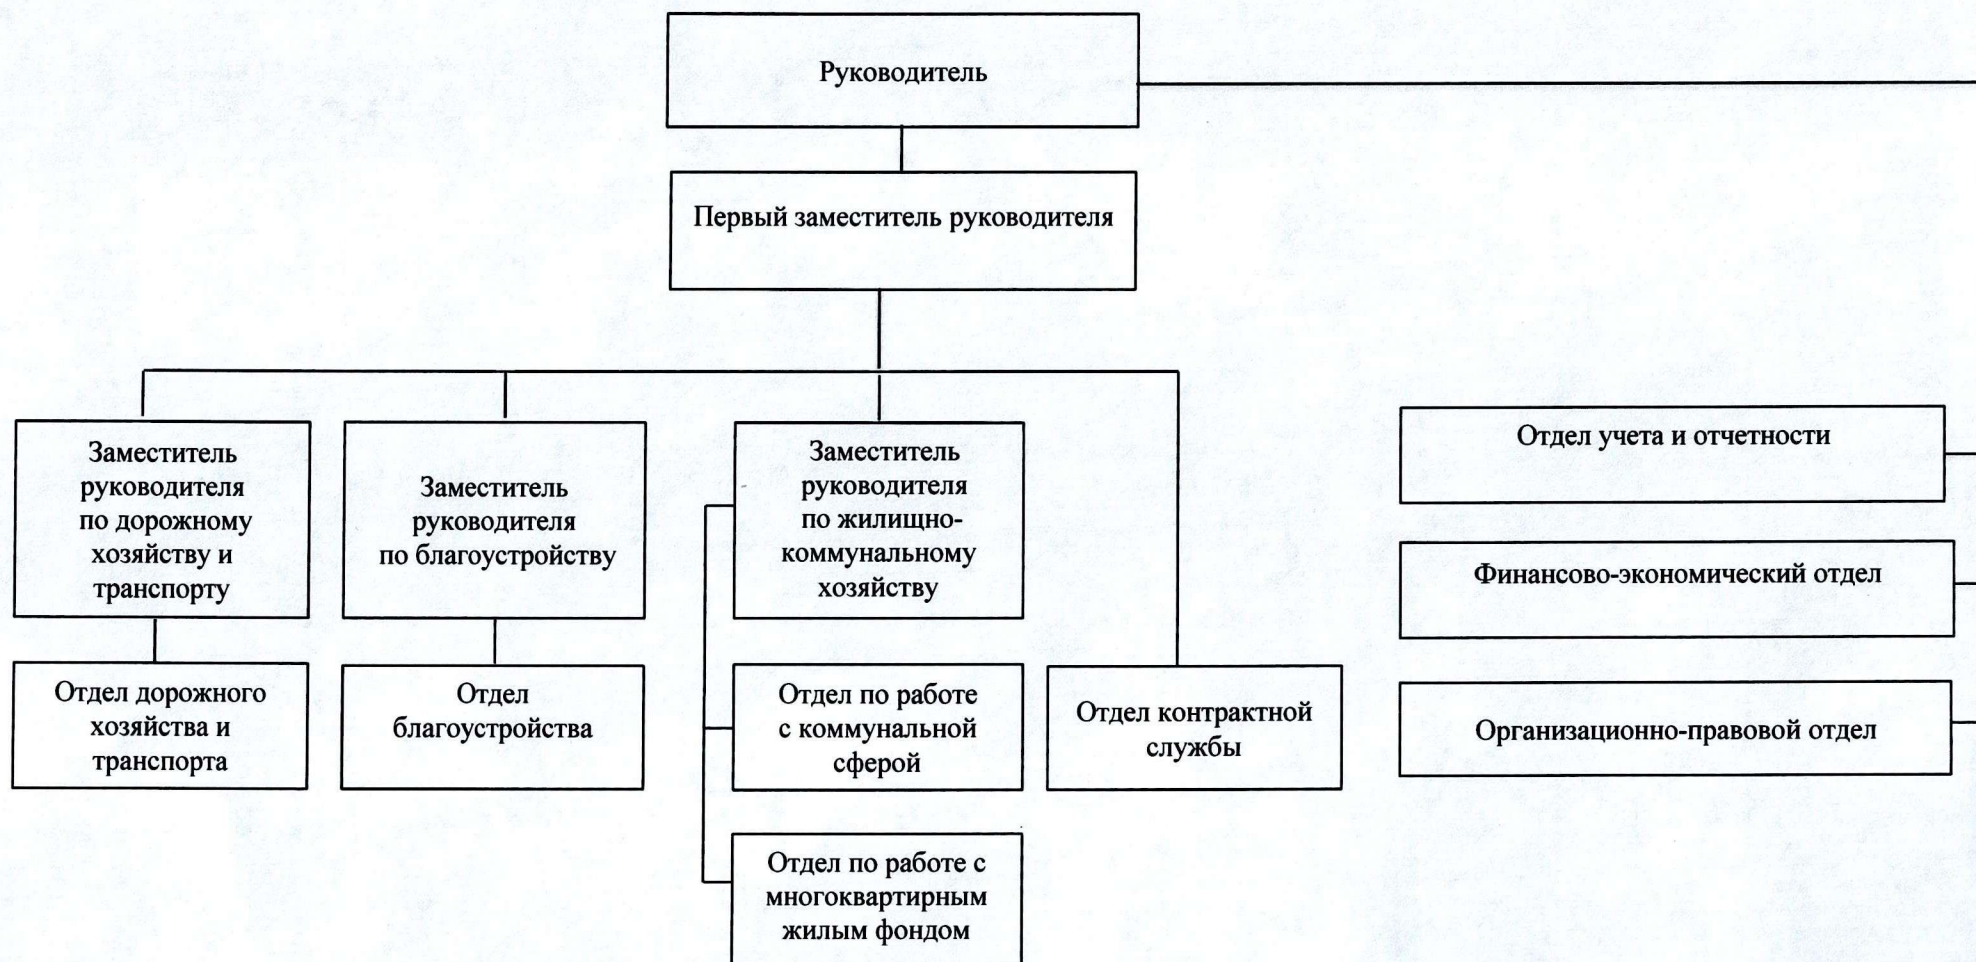 Руководитель
Первый заместитель руководителя
Заместитель
руководителя
по дорожному
хозяйству и
транспорту
Заместитель
руководителя
по благоустройству
Заместитель
руководителя
по жилищно-
коммунальному
хозяйству
Отдел учета и отчетности
Финансово-экономический отдел
Отдел дорожного
хозяйства и
транспорта
Отдел
благоустройства
Отдел по работе
с коммунальной
сферой
Отдел контрактной
службы
Организационно-правовой отдел
Отдел по работе с
многоквартирным
жилым фондом